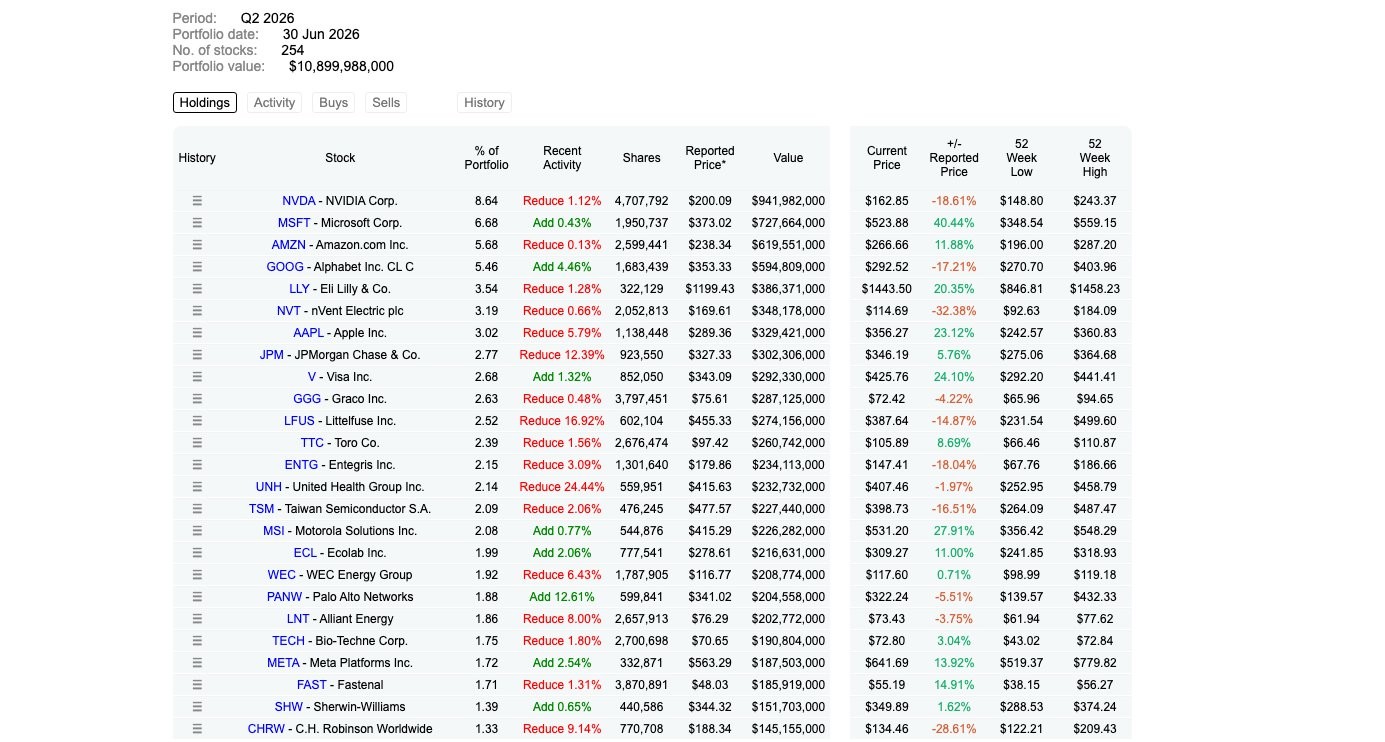 Period: Q2 2026
Portfolio date: 30 Jun 2026
No. of stocks: 254
Portfolio value: $10,899,988,000
Holdings Activity Buys Sells History
History Stock % of Portfolio Recent Activity Shares Reported Price* Value Current Price +/- Reported Price 52 Week Low 52 Week High
☰ NVDA - NVIDIA Corp. 8.64 Reduce 1.12% 4,707,792 $200.09 $941,982,000 $162.85 -18.61% $148.80 $243.37
☰ MSFT - Microsoft Corp. 6.68 Add 0.43% 1,950,737 $373.02 $727,664,000 $523.88 40.44% $348.54 $559.15
☰ AMZN - Amazon.com Inc. 5.68 Reduce 0.13% 2,599,441 $238.34 $619,551,000 $266.66 11.88% $196.00 $287.20
☰ GOOG - Alphabet Inc. CL C 5.46 Add 4.46% 1,683,439 $353.33 $594,809,000 $292.52 -17.21% $270.70 $403.96
☰ LLY - Eli Lilly & Co. 3.54 Reduce 1.28% 322,129 $1199.43 $386,371,000 $1443.50 20.35% $846.81 $1458.23
☰ NVT - nVent Electric plc 3.19 Reduce 0.66% 2,052,813 $169.61 $348,178,000 $114.69 -32.38% $92.63 $184.09
☰ AAPL - Apple Inc. 3.02 Reduce 5.79% 1,138,448 $289.36 $329,421,000 $356.27 23.12% $242.57 $360.83
☰ JPM - JPMorgan Chase & Co. 2.77 Reduce 12.39% 923,550 $327.33 $302,306,000 $346.19 5.76% $275.06 $364.68
☰ V - Visa Inc. 2.68 Add 1.32% 852,050 $343.09 $292,330,000 $425.76 24.10% $292.20 $441.41
☰ GGG - Graco Inc. 2.63 Reduce 0.48% 3,797,451 $75.61 $287,125,000 $72.42 -4.22% $65.96 $94.65
☰ LFUS - Littelfuse Inc. 2.52 Reduce 16.92% 602,104 $455.33 $274,156,000 $387.64 -14.87% $231.54 $499.60
☰ TTC - Toro Co. 2.39 Reduce 1.56% 2,676,474 $97.42 $260,742,000 $105.89 8.69% $66.46 $110.87
☰ ENTG - Entegris Inc. 2.15 Reduce 3.09% 1,301,640 $179.86 $234,113,000 $147.41 -18.04% $67.76 $186.66
☰ UNH - United Health Group Inc. 2.14 Reduce 24.44% 559,951 $415.63 $232,732,000 $407.46 -1.97% $252.95 $458.79
☰ TSM - Taiwan Semiconductor S.A. 2.09 Reduce 2.06% 476,245 $477.57 $227,440,000 $398.73 -16.51% $264.09 $487.47
☰ MSI - Motorola Solutions Inc. 2.08 Add 0.77% 544,876 $415.29 $226,282,000 $531.20 27.91% $356.42 $548.29
☰ ECL - Ecolab Inc. 1.99 Add 2.06% 777,541 $278.61 $216,631,000 $309.27 11.00% $241.85 $318.93
☰ WEC - WEC Energy Group 1.92 Reduce 6.43% 1,787,905 $116.77 $208,774,000 $117.60 0.71% $98.99 $119.18
☰ PANW - Palo Alto Networks 1.88 Add 12.61% 599,841 $341.02 $204,558,000 $322.24 -5.51% $139.57 $432.33
☰ LNT - Alliant Energy 1.86 Reduce 8.00% 2,657,913 $76.29 $202,772,000 $73.43 -3.75% $61.94 $77.62
☰ TECH - Bio-Techne Corp. 1.75 Reduce 1.80% 2,700,698 $70.65 $190,804,000 $72.80 3.04% $43.02 $72.84
☰ META - Meta Platforms Inc. 1.72 Add 2.54% 332,871 $563.29 $187,503,000 $641.69 13.92% $519.37 $779.82
☰ FAST - Fastenal 1.71 Reduce 1.31% 3,870,891 $48.03 $185,919,000 $55.19 14.91% $38.15 $56.27
☰ SHW - Sherwin-Williams 1.39 Add 0.65% 440,586 $344.32 $151,703,000 $349.89 1.62% $288.53 $374.24
☰ CHRW - C.H. Robinson Worldwide 1.33 Reduce 9.14% 770,708 $188.34 $145,155,000 $134.46 -28.61% $122.21 $209.43